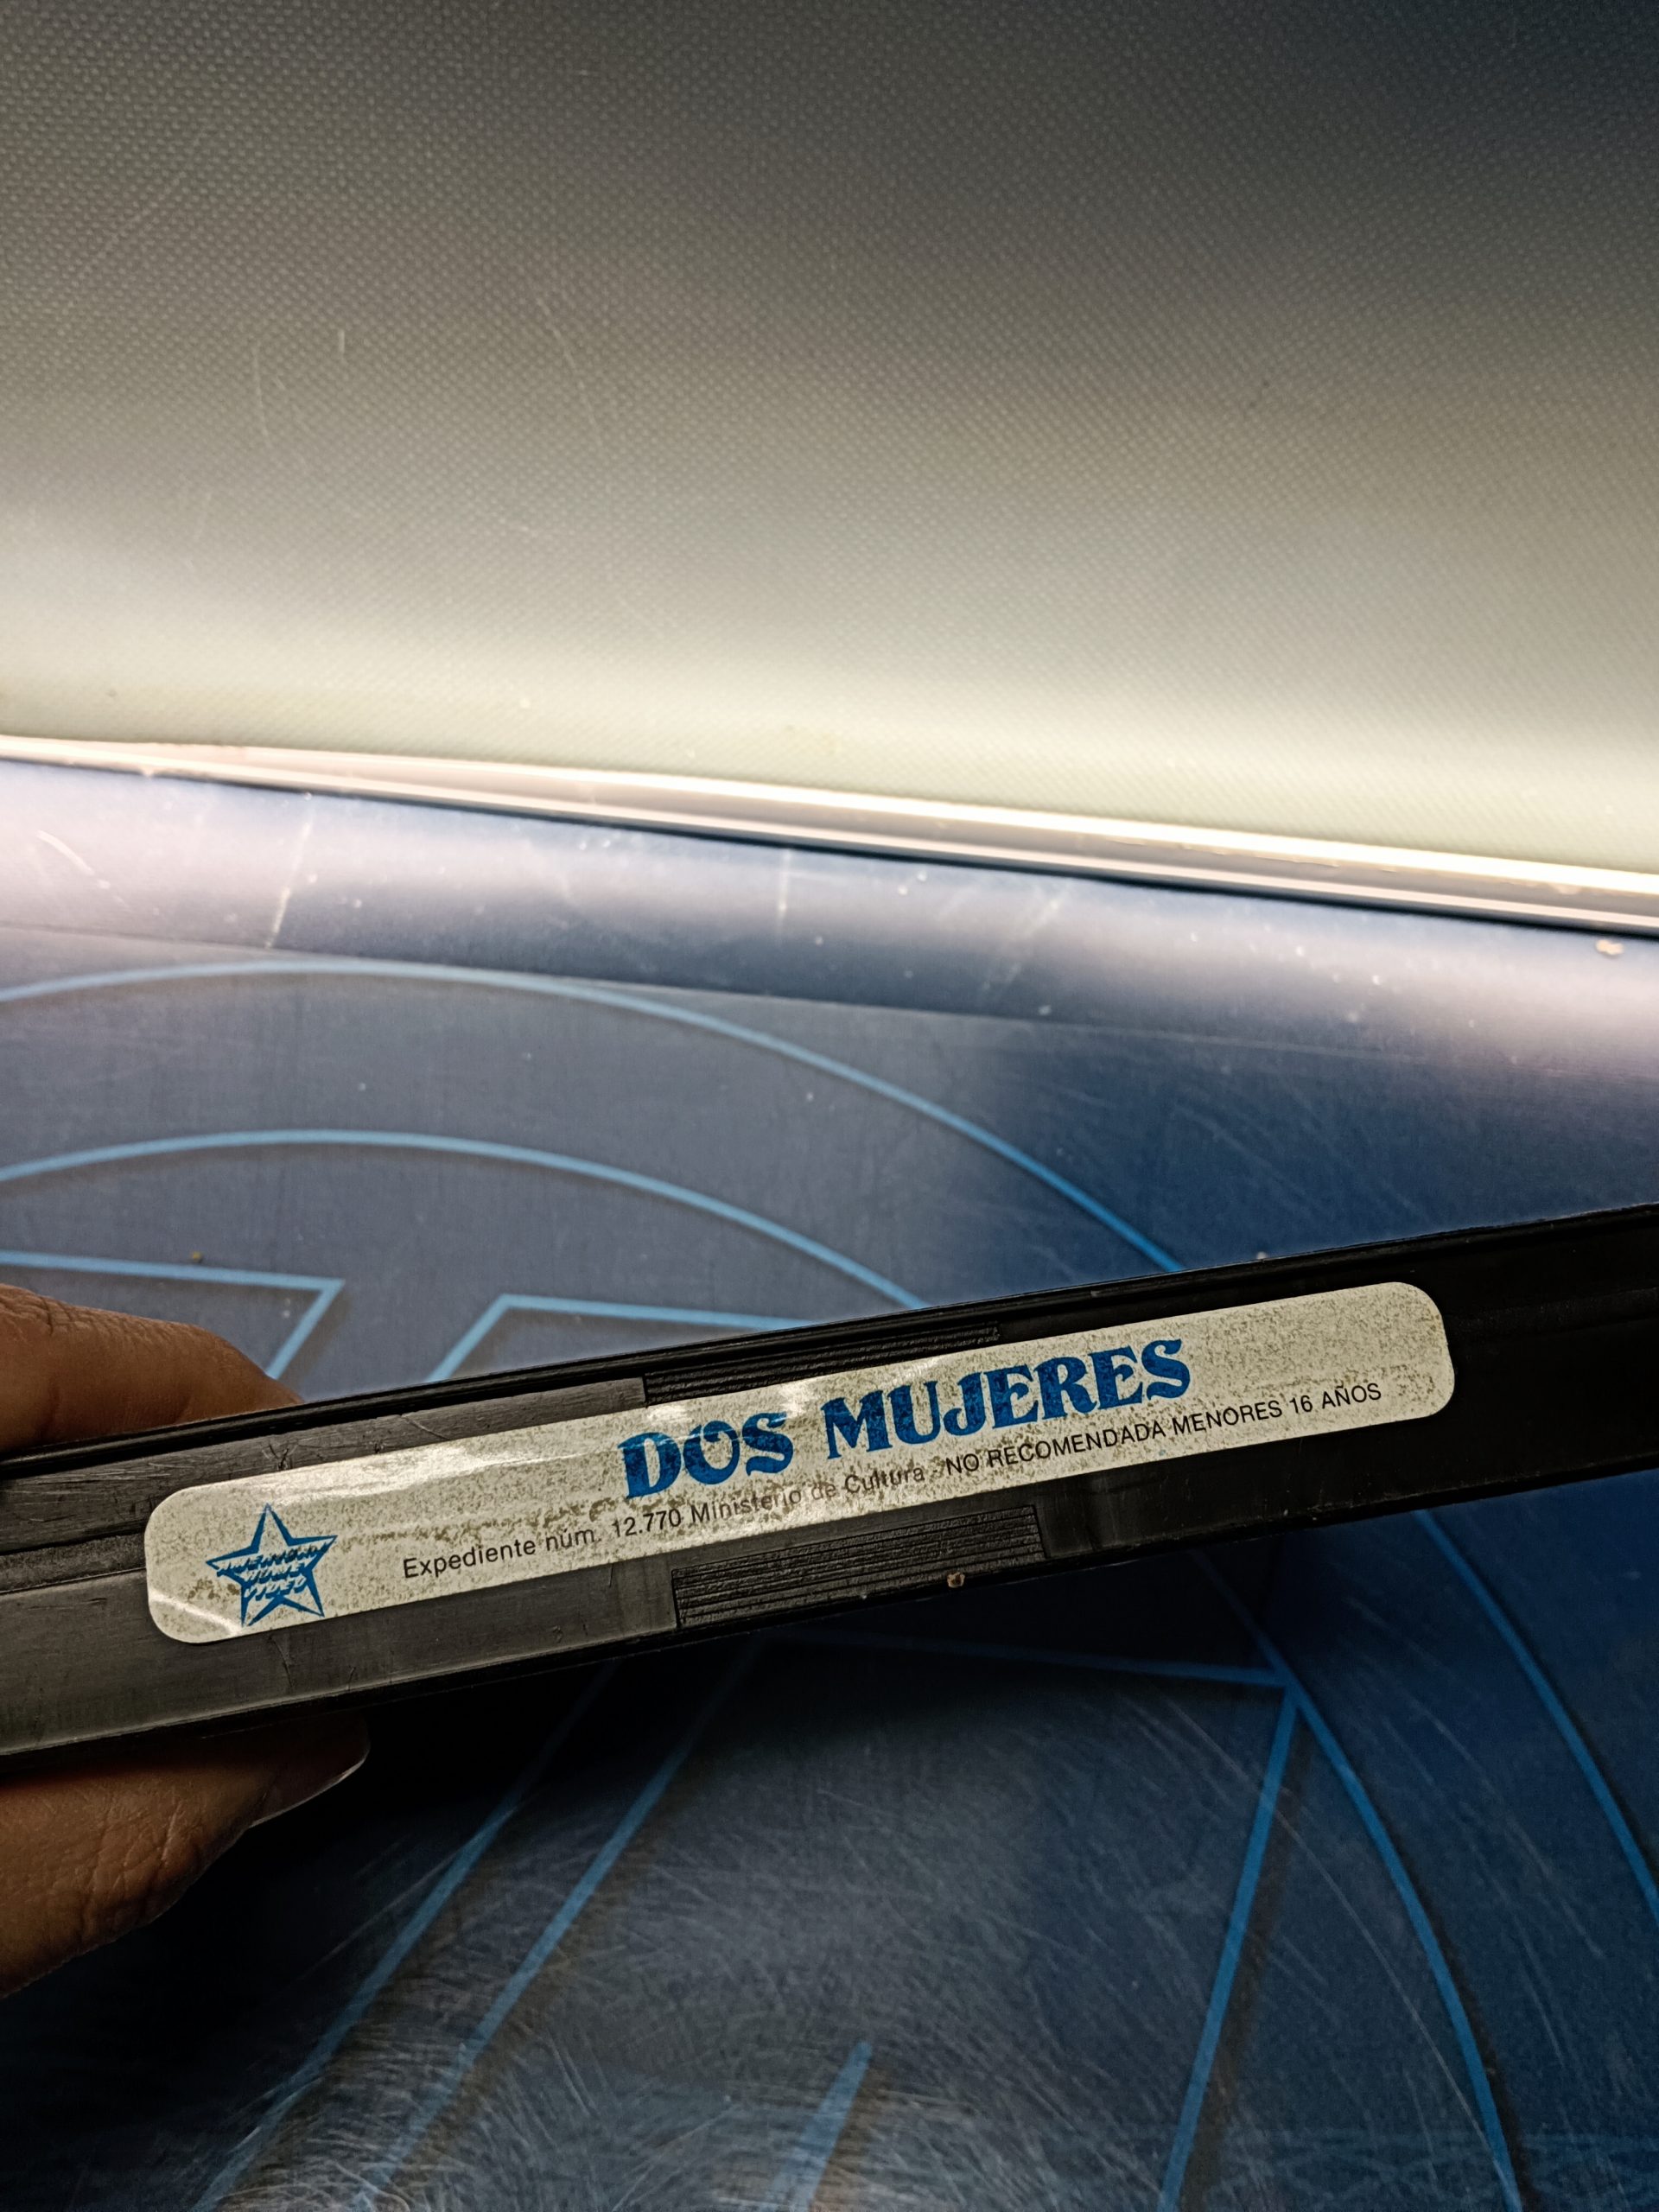 DOS MUJERES
Expediente núm. 12.770 Ministerio de Cultura - NO RECOMENDADA MENORES 16 AÑOS